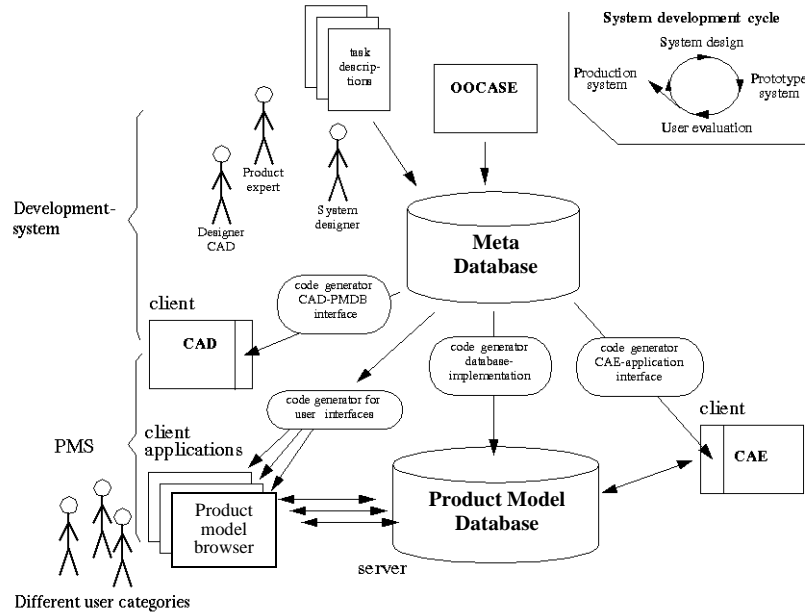 System development cycle
System design
Production
system
Prototype
system
User evaluation
task
descrip-
tions
OOCASE
Product
expert
Designer
CAD
System
designer
Development-
system
Meta
Database
client
CAD
code generator
CAD-PMDB
interface
code generator
database-
implementation
code generator
CAE-application
interface
code generator for
user interfaces
client
CAE
PMS
client
applications
Product
model
browser
Product Model
Database
server
Different user categories